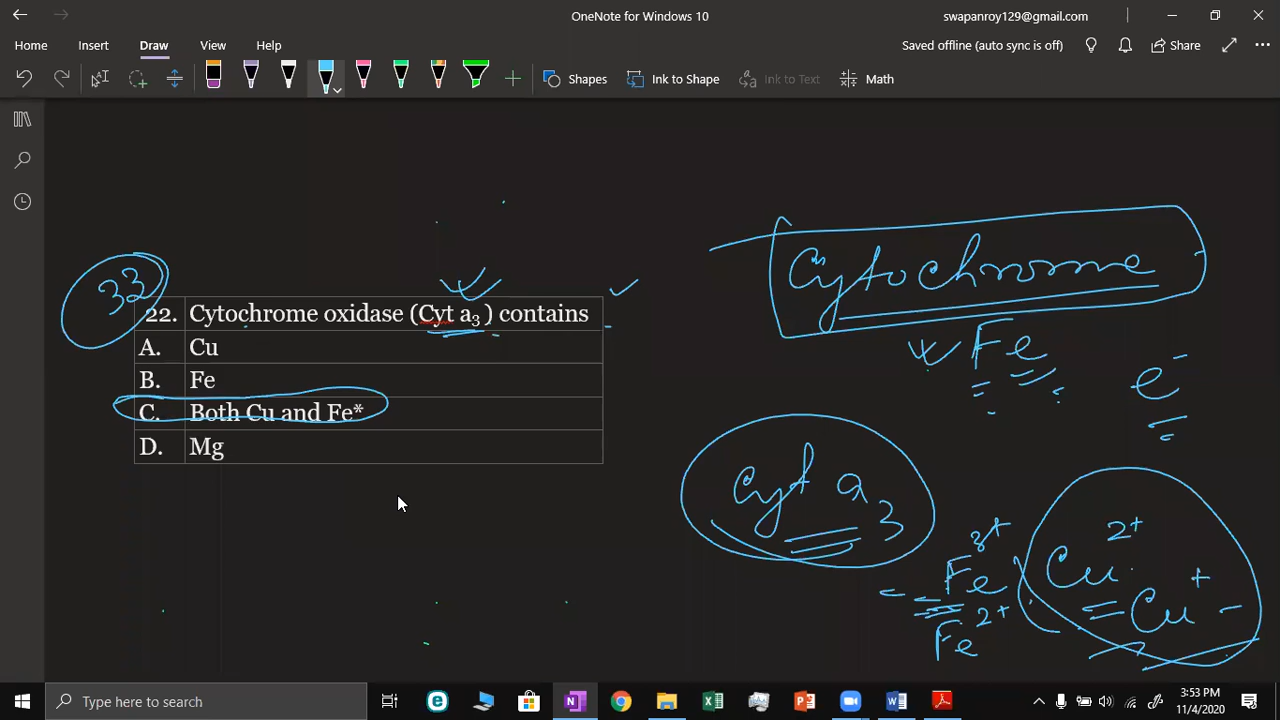 OneNote for Windows 10
swapanroy129@gmail.com
Home Insert Draw View Help
Saved offline (auto sync is off)
Share
Shapes
Ink to Shape
Ink to Text
Math
33
22. Cytochrome oxidase (Cyt a₃ ) contains
A. Cu
B. Fe
C. Both Cu and Fe*
D. Mg
Cytochrome
Fe
e⁻
Cyt a₃
Fe³⁺
Cu²⁺
Cu⁺
Fe²⁺
Type here to search
3:53 PM
11/4/2020